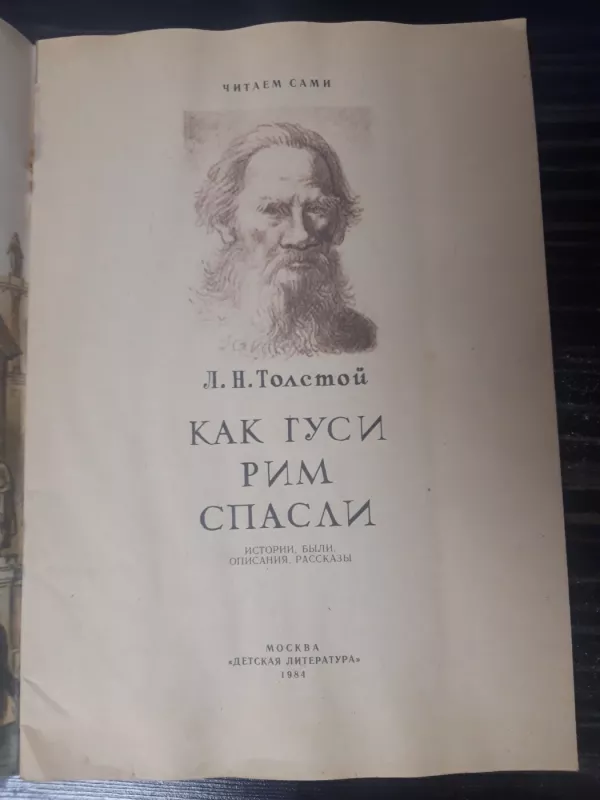 ЧИТАЕМ САМИ
Л. Н. Толстой
КАК ГУСИ
РИМ
СПАСЛИ
ИСТОРИИ, БЫЛИ,
ОПИСАНИЯ, РАССКАЗЫ
МОСКВА
«ДЕТСКАЯ ЛИТЕРАТУРА»
1984